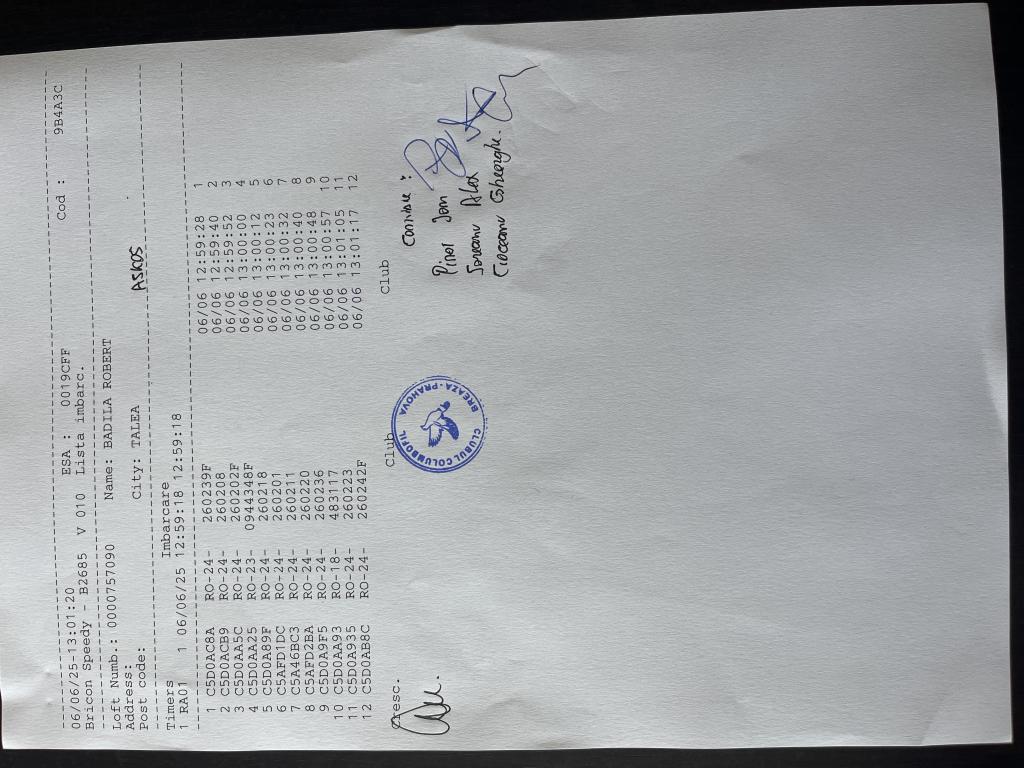 06/06/25-13:01:20 ESA : 0019CFF Cod : 9B4A3C
Bricon Speedy - B2685 V 010 Lista imbarc.
Loft Numb.: 0000757090 Name: BADILA ROBERT
Address:
Post code: City: TALEA ASKOS
Timers Imbarcare
1 RA01 1 06/06/25 12:59:18 12:59:18
1 C5D0AC8A RO-24- 260239F 06/06 12:59:28 1
2 C5D0ACB9 RO-24- 260208 06/06 12:59:40 2
3 C5D0AA5C RO-24- 260202F 06/06 12:59:52 3
4 C5D0AA25 RO-23- 0944348F 06/06 13:00:00 4
5 C5D0A89F RO-24- 260218 06/06 13:00:12 5
6 C5AFD1DC RO-24- 260201 06/06 13:00:23 6
7 C5A46BC3 RO-24- 260211 06/06 13:00:32 7
8 C5AFD2BA RO-24- 260220 06/06 13:00:40 8
9 C5D0A9F5 RO-24- 260236 06/06 13:00:48 9
10 C5D0AA93 RO-18- 483117 06/06 13:00:57 10
11 C5D0A935 RO-24- 260223 06/06 13:01:05 11
12 C5D0AB8C RO-24- 260242F 06/06 13:01:17 12
Cresc. Club Club
CLUBUL COLUMBOFIL
BREAZA-PRAHOVA
Pinol
Alex
Gheorghe.